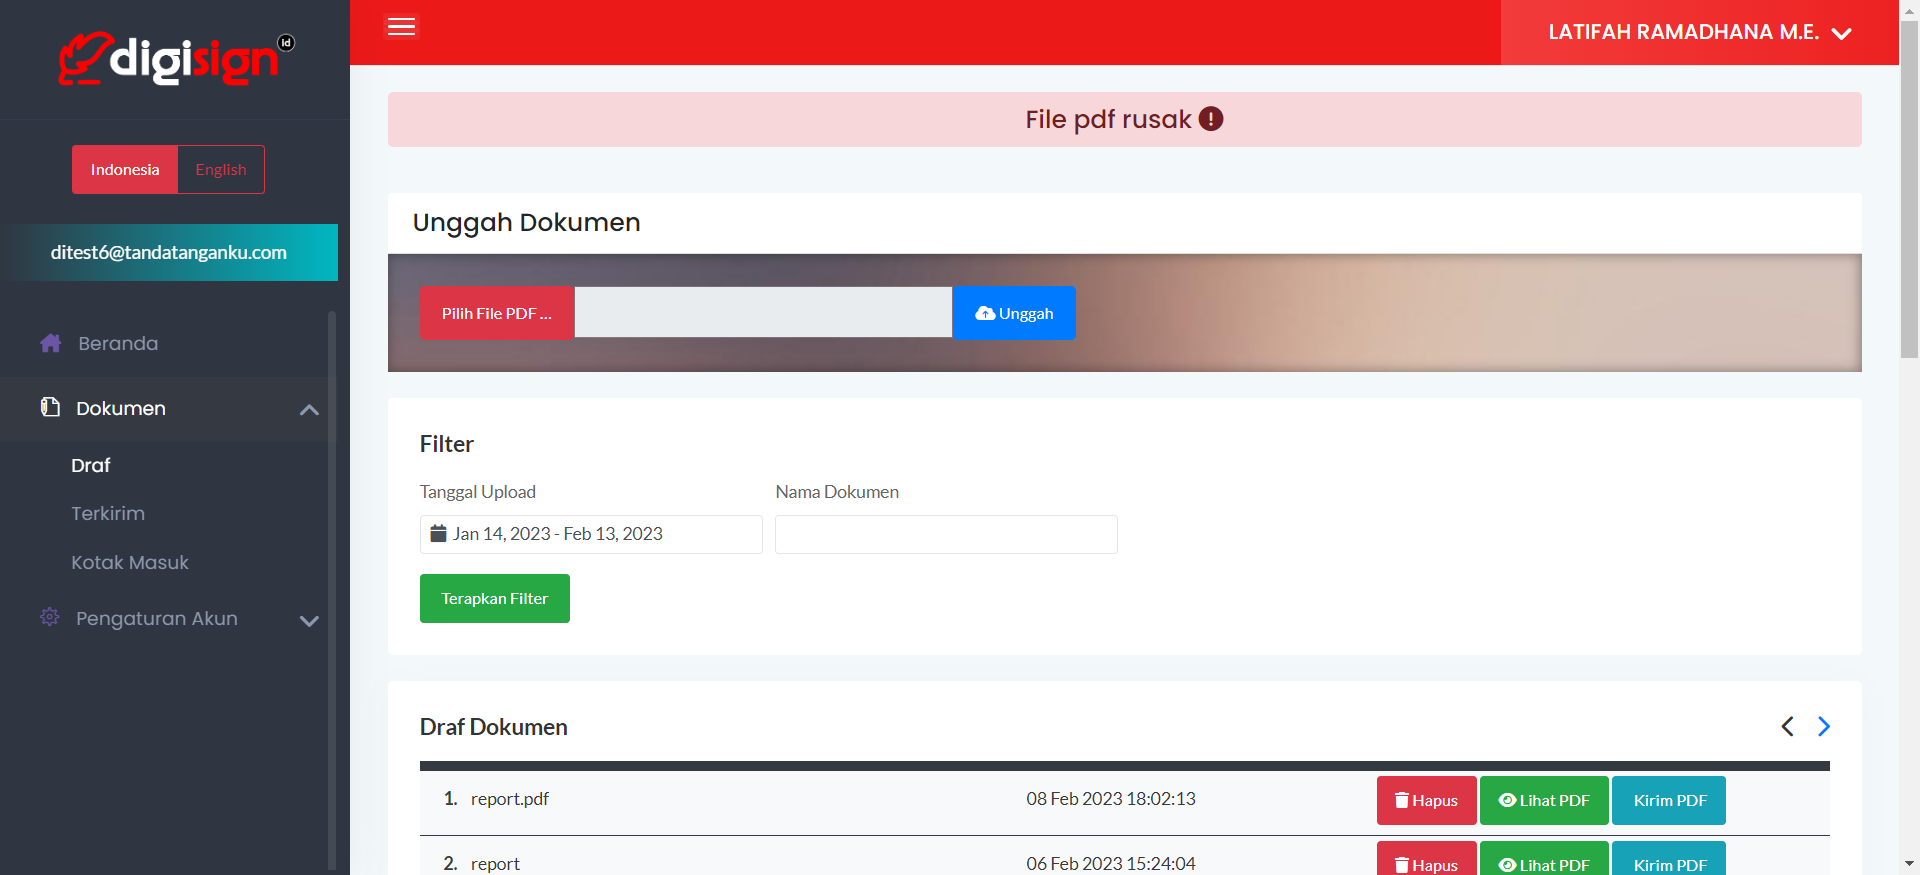 digisign id
LATIFAH RAMADHANA M.E.
File pdf rusak
Indonesia English
Unggah Dokumen
ditest6@tandatanganku.com
Pilih File PDF ... Unggah
Beranda
Dokumen
Draf
Terkirim
Kotak Masuk
Pengaturan Akun
Filter
Tanggal Upload Nama Dokumen
Jan 14, 2023 - Feb 13, 2023
Terapkan Filter
Draf Dokumen
1. report.pdf 08 Feb 2023 18:02:13 Hapus Lihat PDF Kirim PDF
2. report 06 Feb 2023 15:24:04 Hapus Lihat PDF Kirim PDF